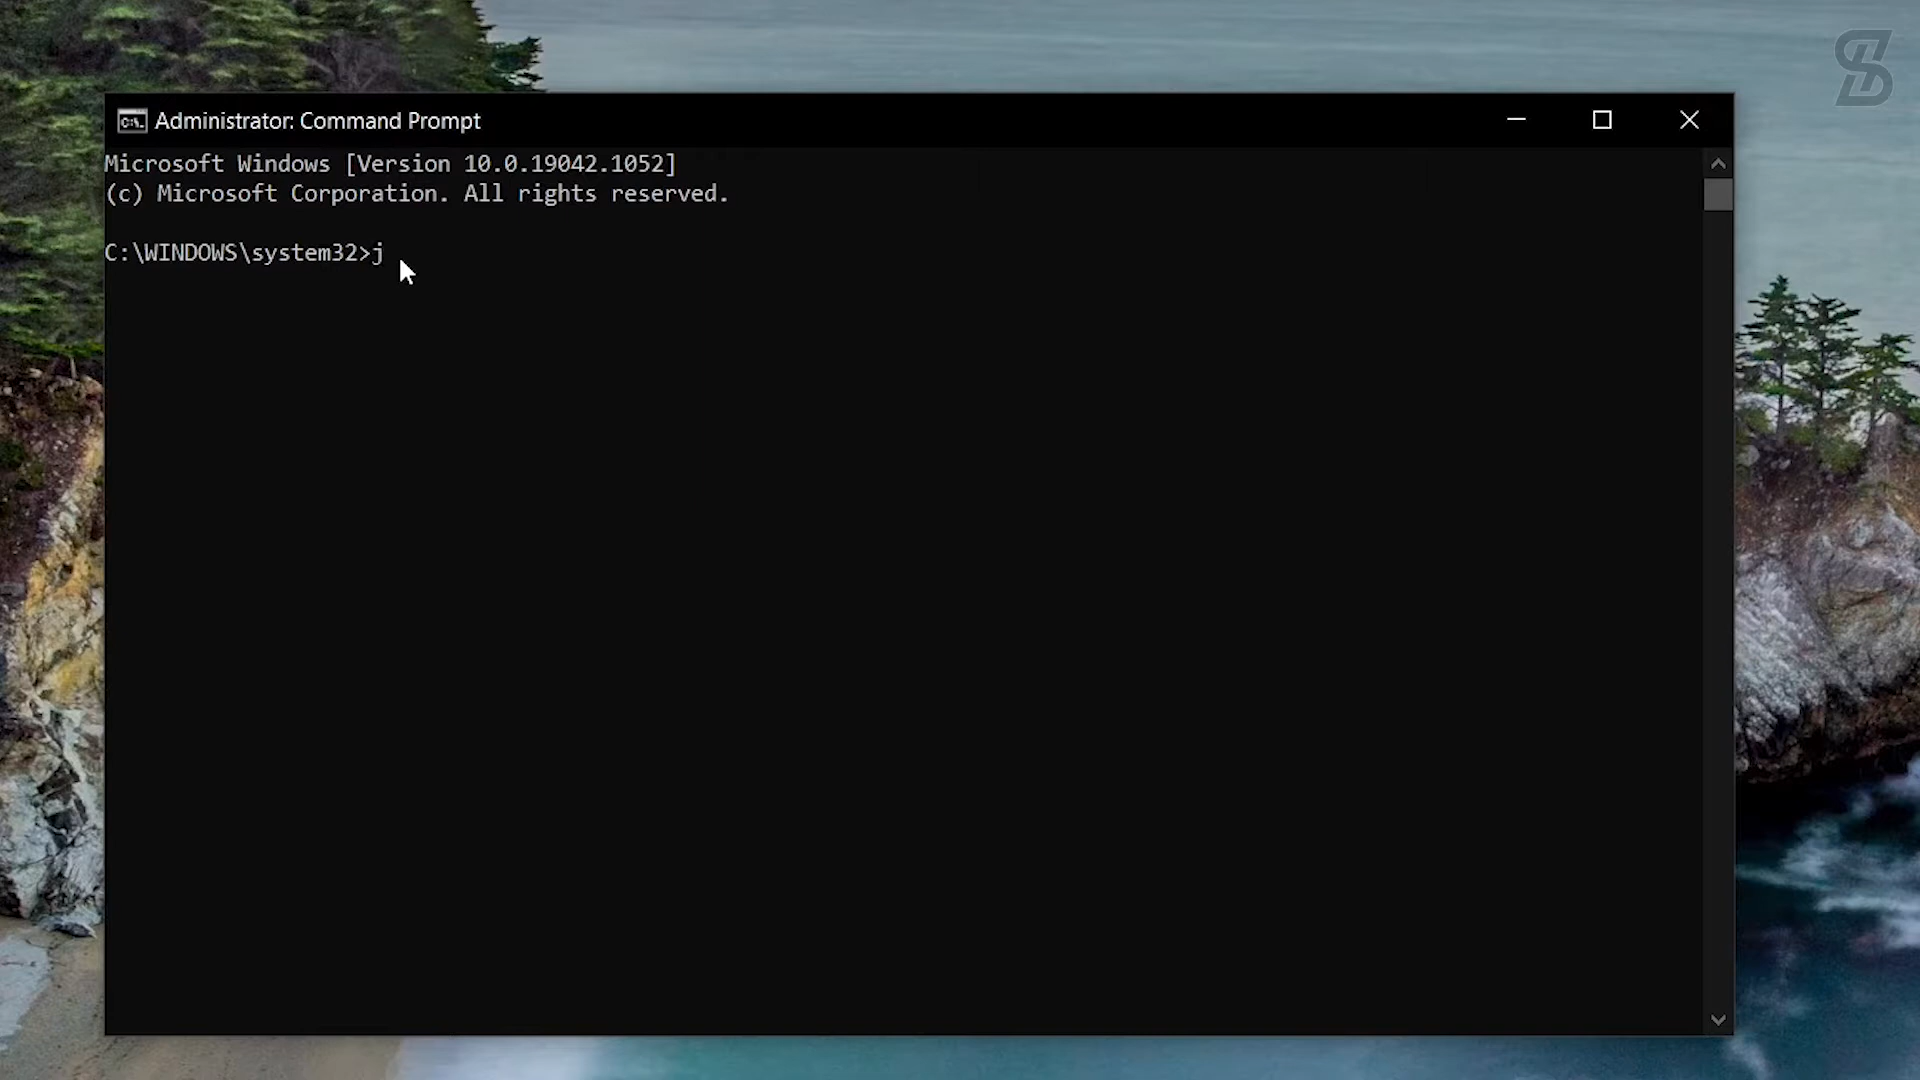 Administrator: Command Prompt
Microsoft Windows [Version 10.0.19042.1052]
(c) Microsoft Corporation. All rights reserved.
C:\WINDOWS\system32>j